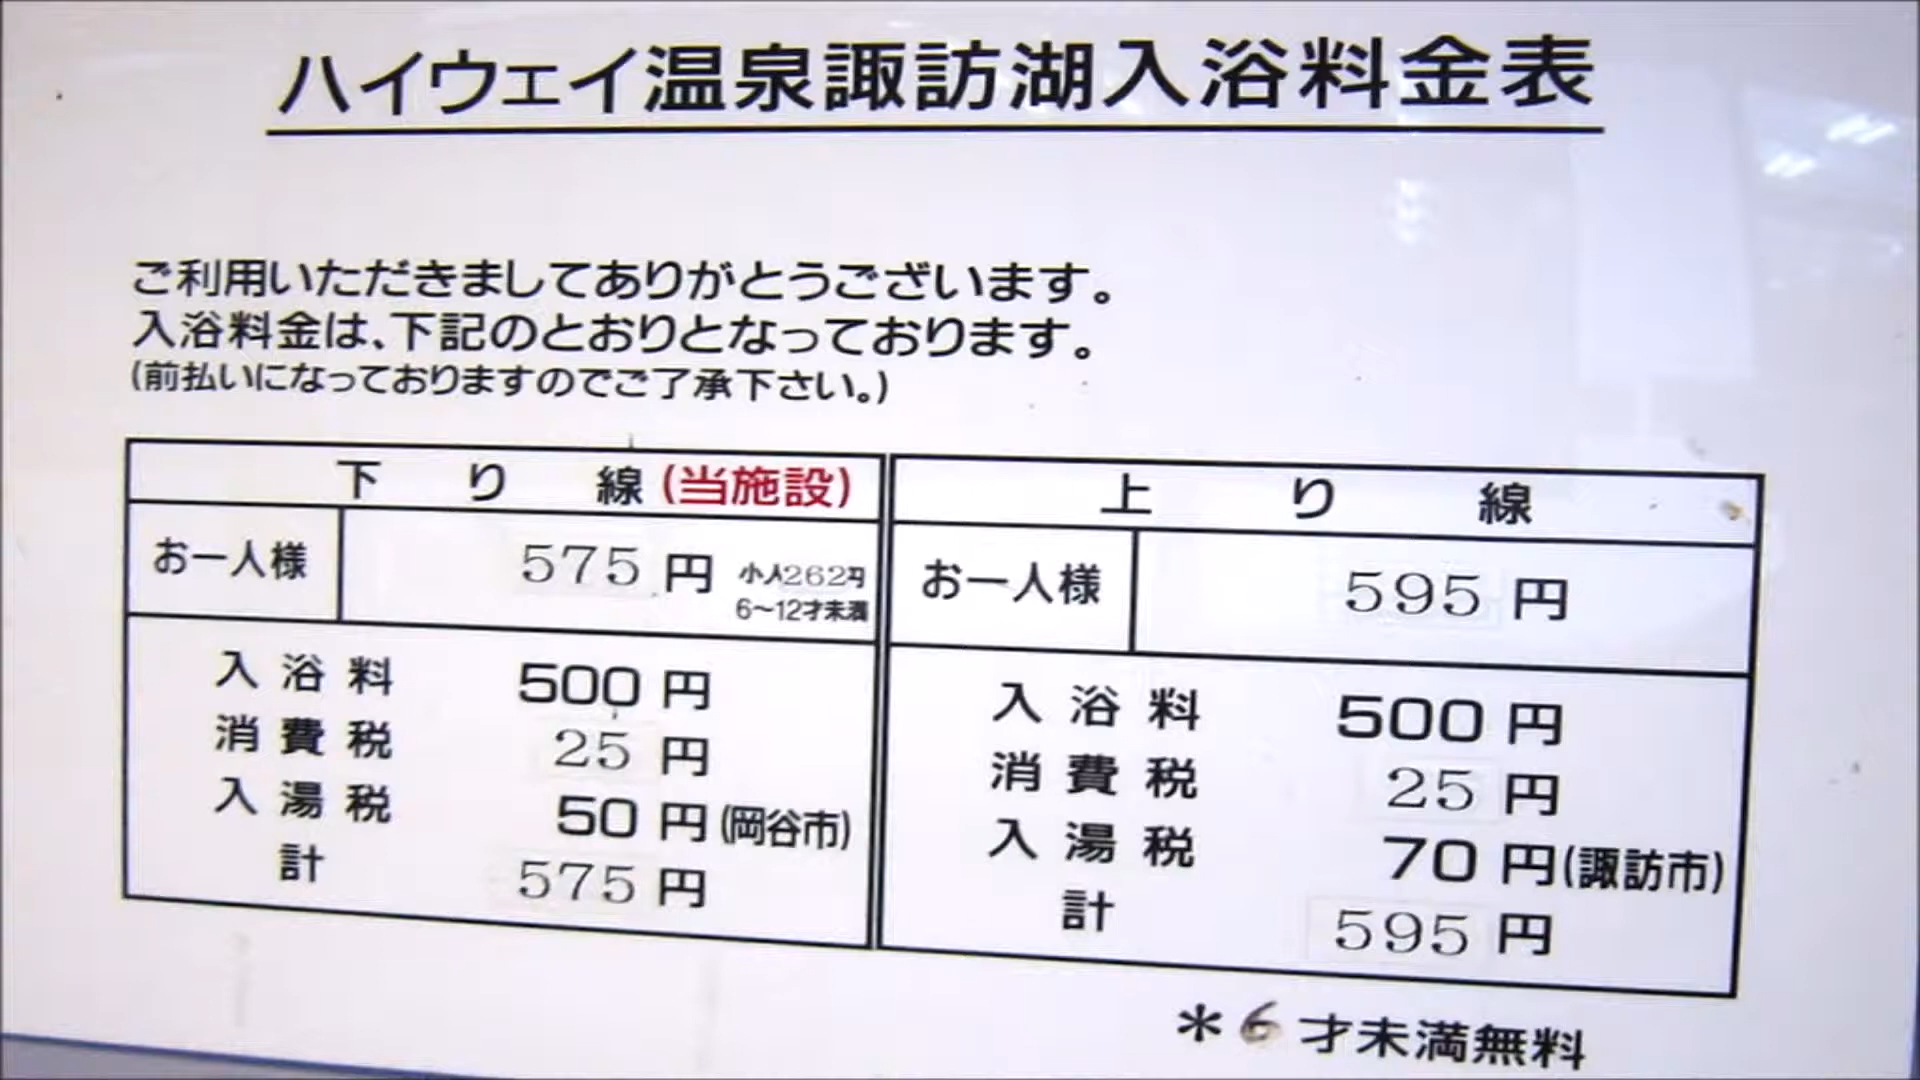 ハイウェイ温泉諏訪湖入浴料金表
ご利用いただきましてありがとうございます。
入浴料金は、下記のとおりとなっております。
(前払いになっておりますのでご了承下さい。)
下り線(当施設)
お一人様 575円 小人262円
6〜12才未満
入浴料 500円
消費税 25円
入湯税 50円(岡谷市)
計 575円
上り線
お一人様 595円
入浴料 500円
消費税 25円
入湯税 70円(諏訪市)
計 595円
＊6才未満無料